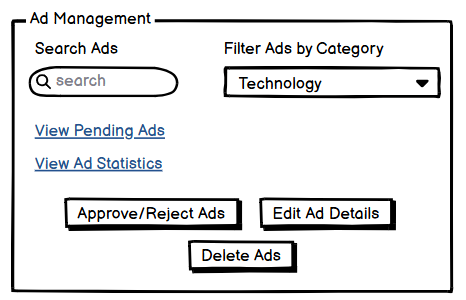 Ad Management
Search Ads
Filter Ads by Category
search
Technology
View Pending Ads
View Ad Statistics
Approve/Reject Ads
Edit Ad Details
Delete Ads